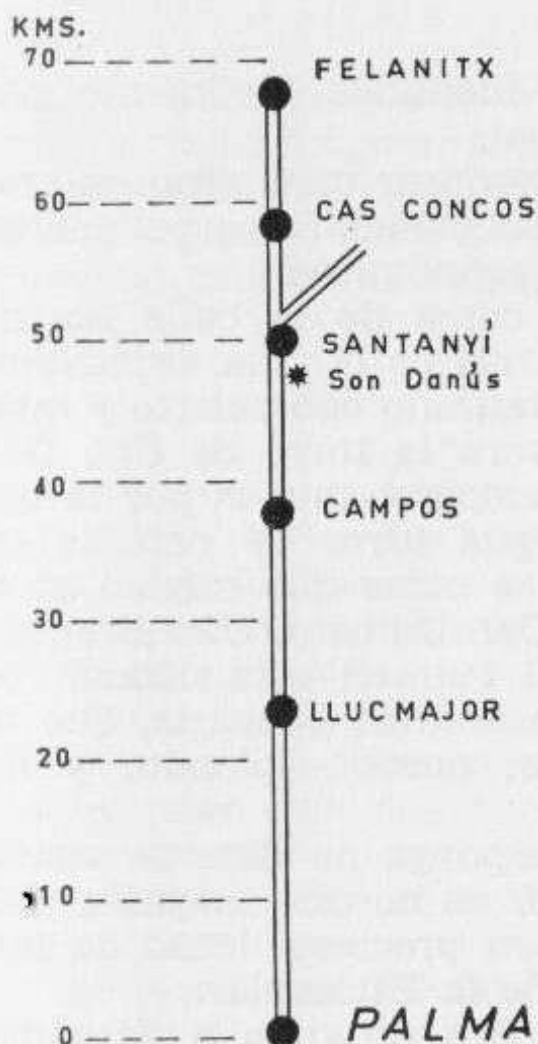 KMS.
70
FELANITX
60
CAS CONCOS
50
SANTANYÍ
Son Danús
40
CAMPOS
30
LLUCMAJOR
20
10
0
PALMA